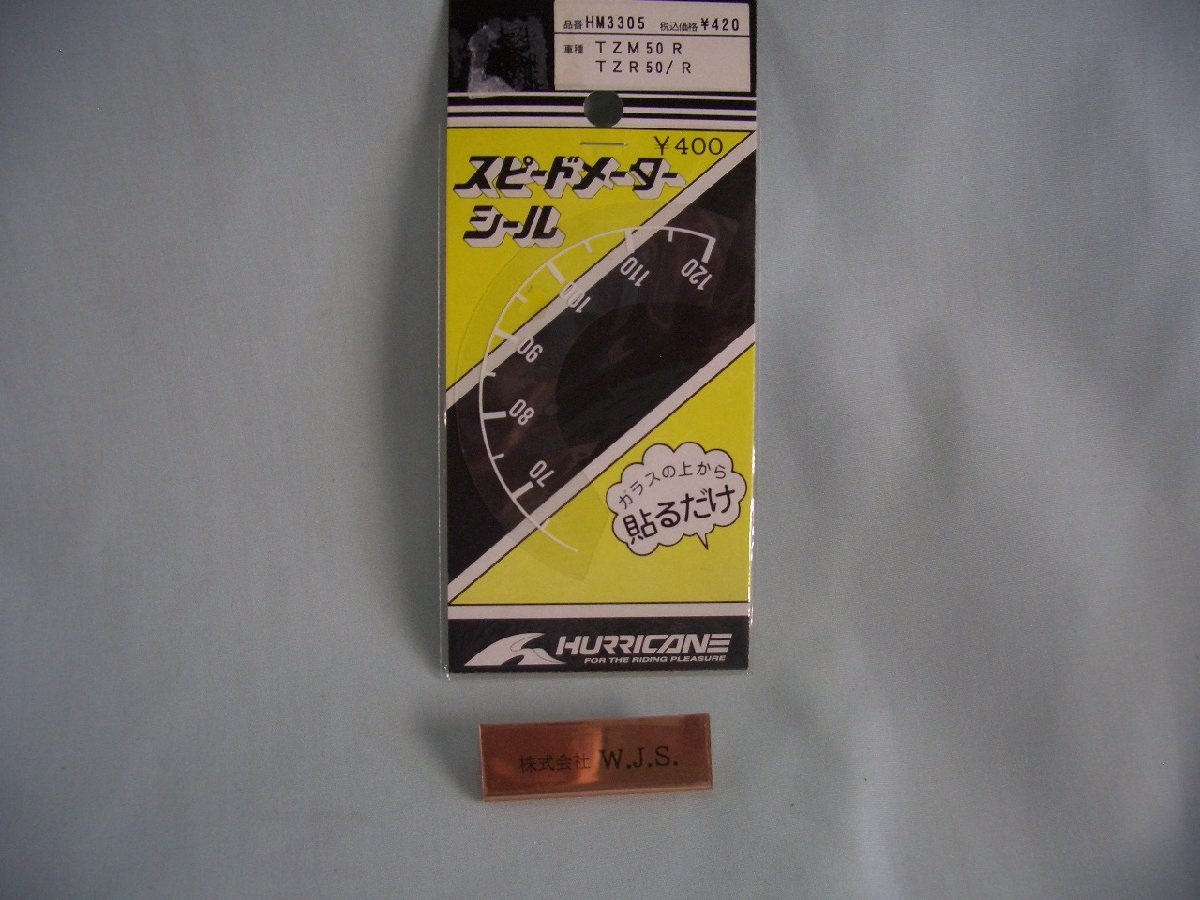 品番 HM3305 税込価格 ¥420
車種 TZM50R
TZR50/R
¥400
スピードメーター
シール
120
110
100
90
80
70
ガラスの上から
貼るだけ
HURRICANE
FOR THE RIDING PLEASURE
株式会社 W.J.S.